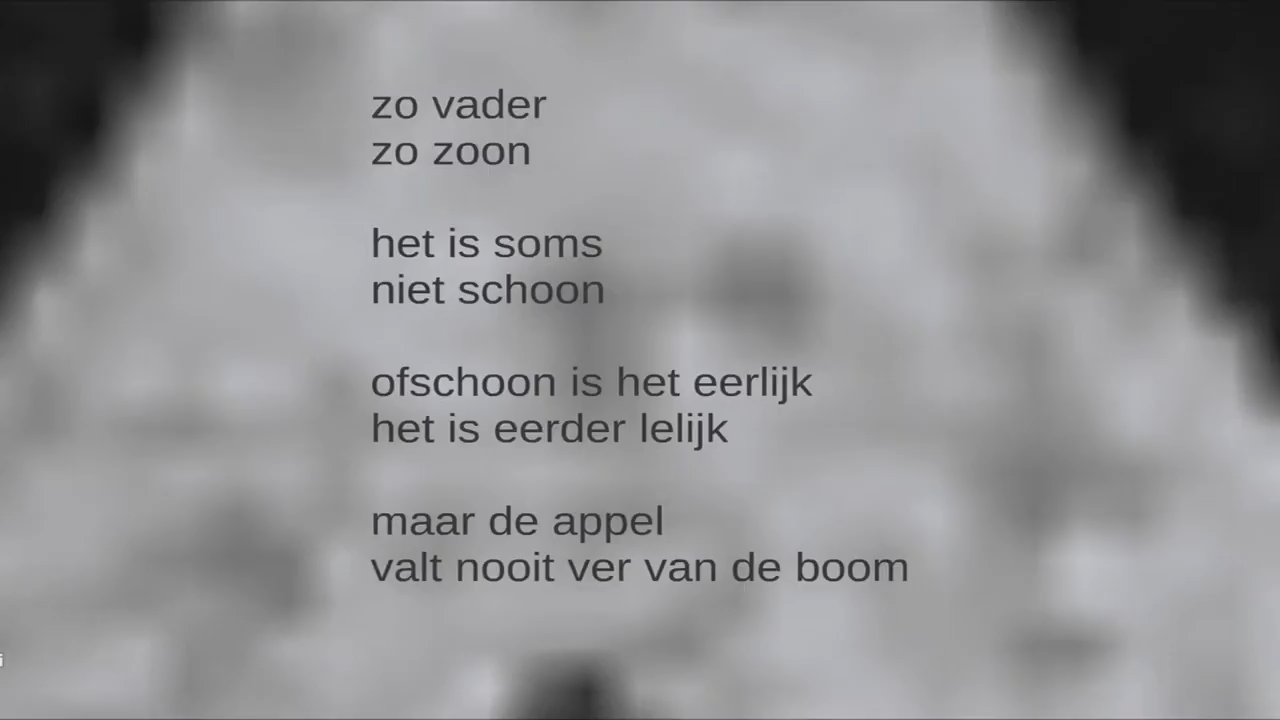 zo vader
zo zoon
het is soms
niet schoon
ofschoon is het eerlijk
het is eerder lelijk
maar de appel
valt nooit ver van de boom